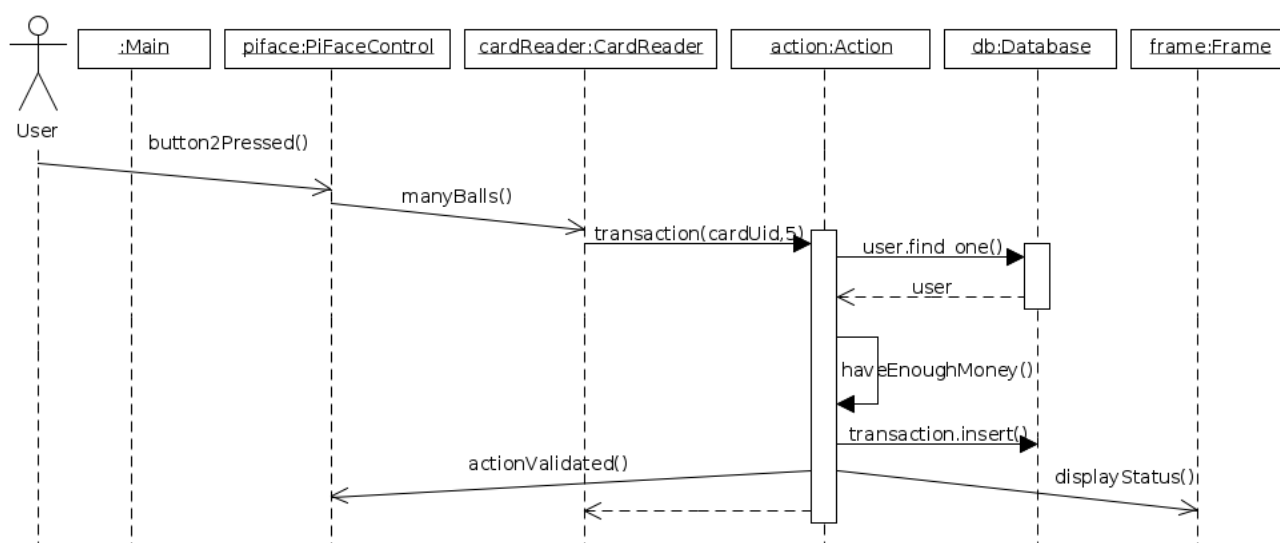 :Main
piface:PiFaceControl
cardReader:CardReader
action:Action
db:Database
frame:Frame
User
button2Pressed()
manyBalls()
transaction(cardUid,5)
user.find_one()
user
haveEnoughMoney()
transaction.insert()
actionValidated()
displayStatus()